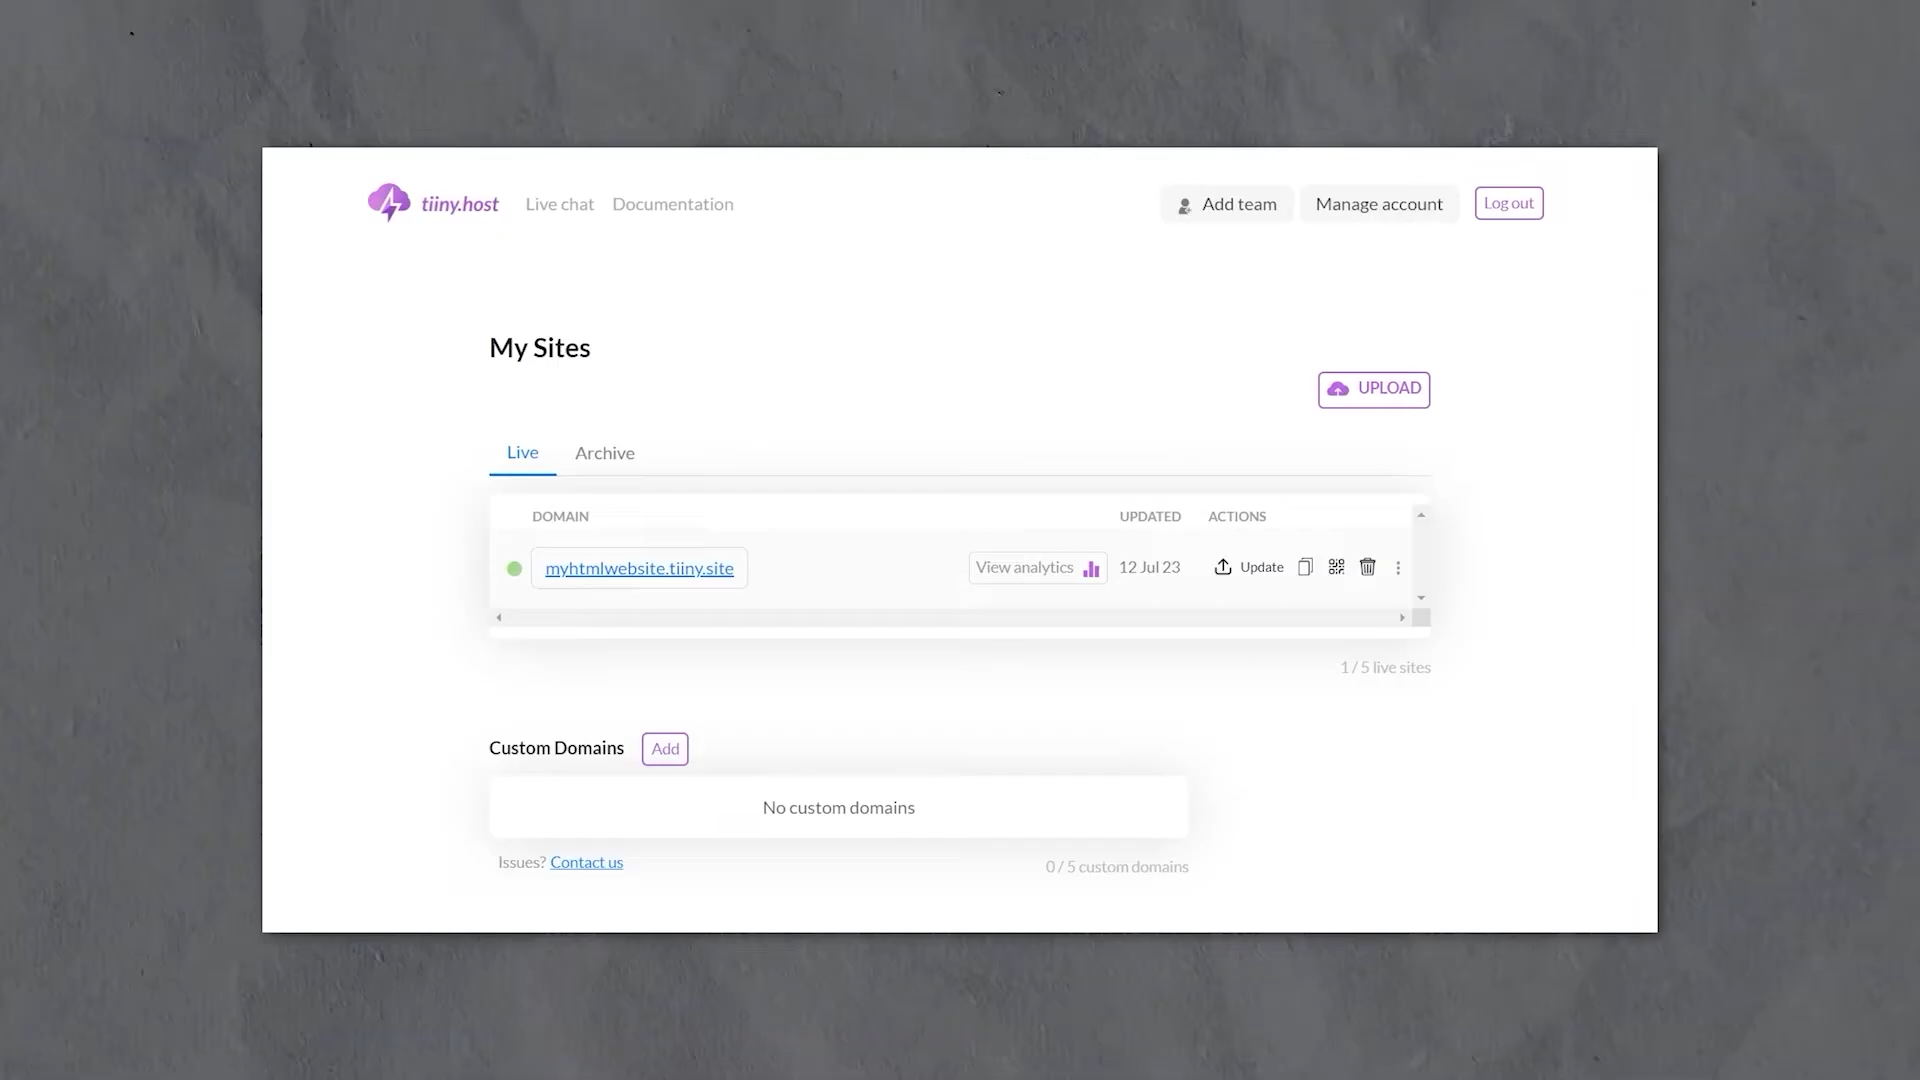 tiiny.host Live chat Documentation Add team Manage account Log out
My Sites
UPLOAD
Live Archive
DOMAIN UPDATED ACTIONS
myhtmlwebsite.tiiny.site View analytics 12 Jul 23 Update
1 / 5 live sites
Custom Domains Add
No custom domains
Issues? Contact us 0 / 5 custom domains